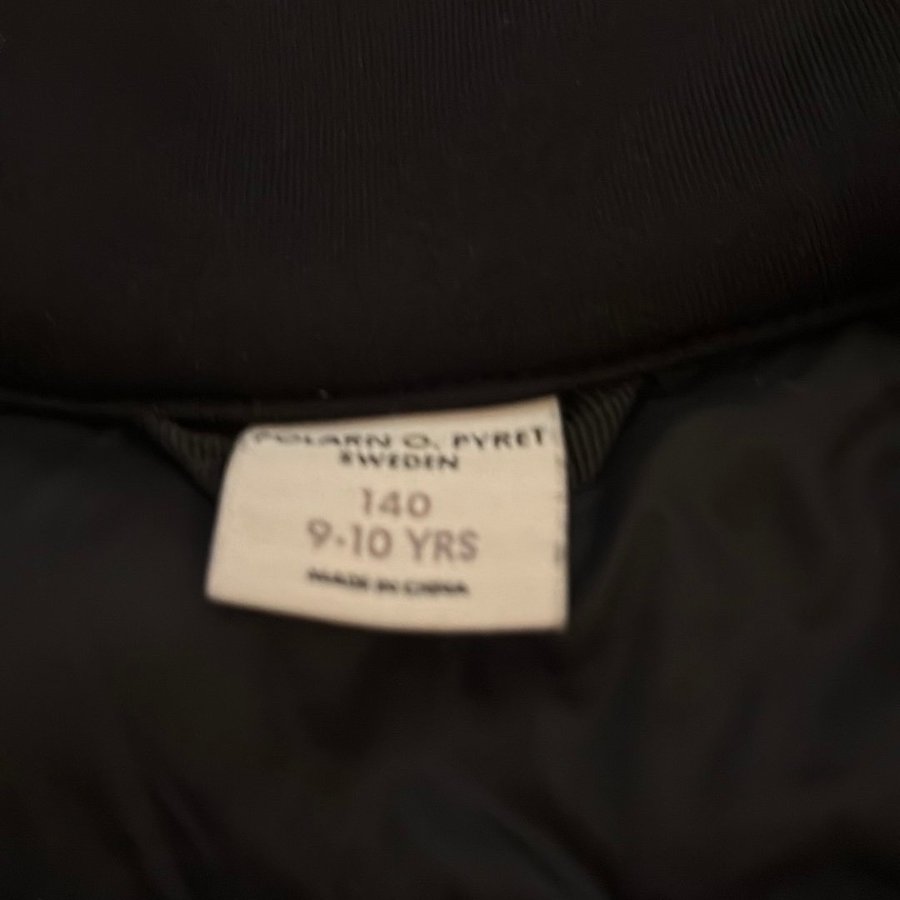 POLARN O. PYRET
SWEDEN
140
9-10 YRS
MADE IN CHINA